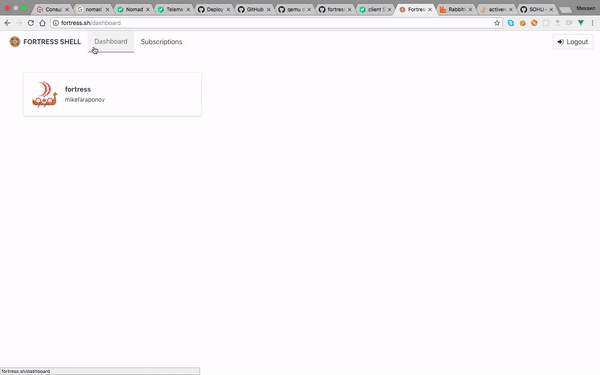 Consul
nomad
Nomad
Teleme
Deploy
GitHub
qemu c
fortres
client S
Fortres
Rabbit
active
SOHU-
fortress.sh/dashboard
FORTRESS SHELL
Dashboard
Subscriptions
Logout
fortress
mikefaraponov
fortress.sh/dashboard